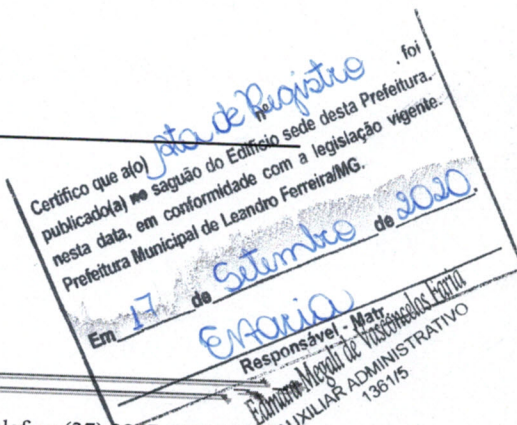 Certifico que a(o) Ata de Registro nº , foi
publicado(a) no saguão do Edifício sede desta Prefeitura.
nesta data, em conformidade com a legislação vigente.
Prefeitura Municipal de Leandro Ferreira/MG.
Em 17 de Setembro de 2020.
Responsável - Matr
Edmara Megali de Vasconcelos Faria
AUXILIAR ADMINISTRATIVO
1361/5